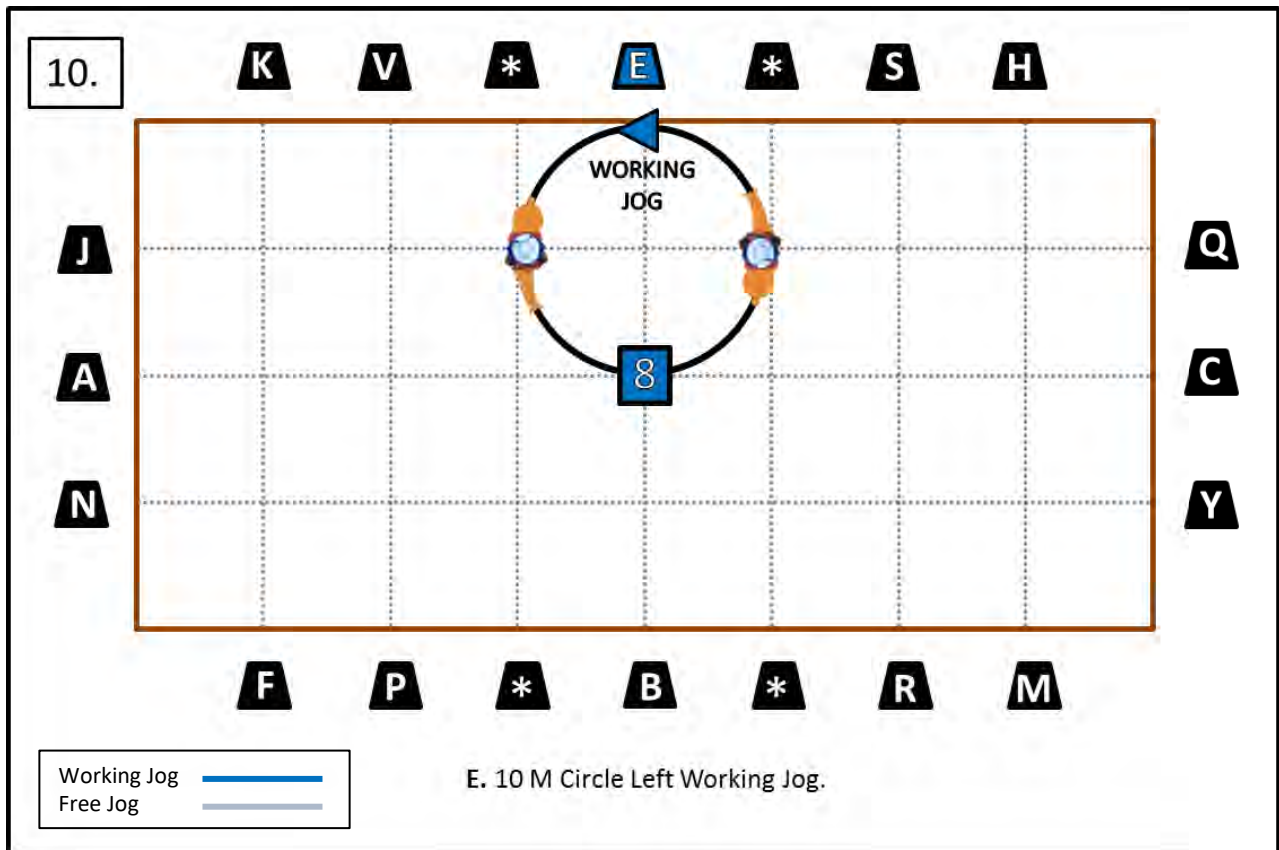 10.
K V * E * S H
WORKING
JOG
J Q
8
A C
N Y
F P * B * R M
Working Jog
Free Jog
E. 10 M Circle Left Working Jog.